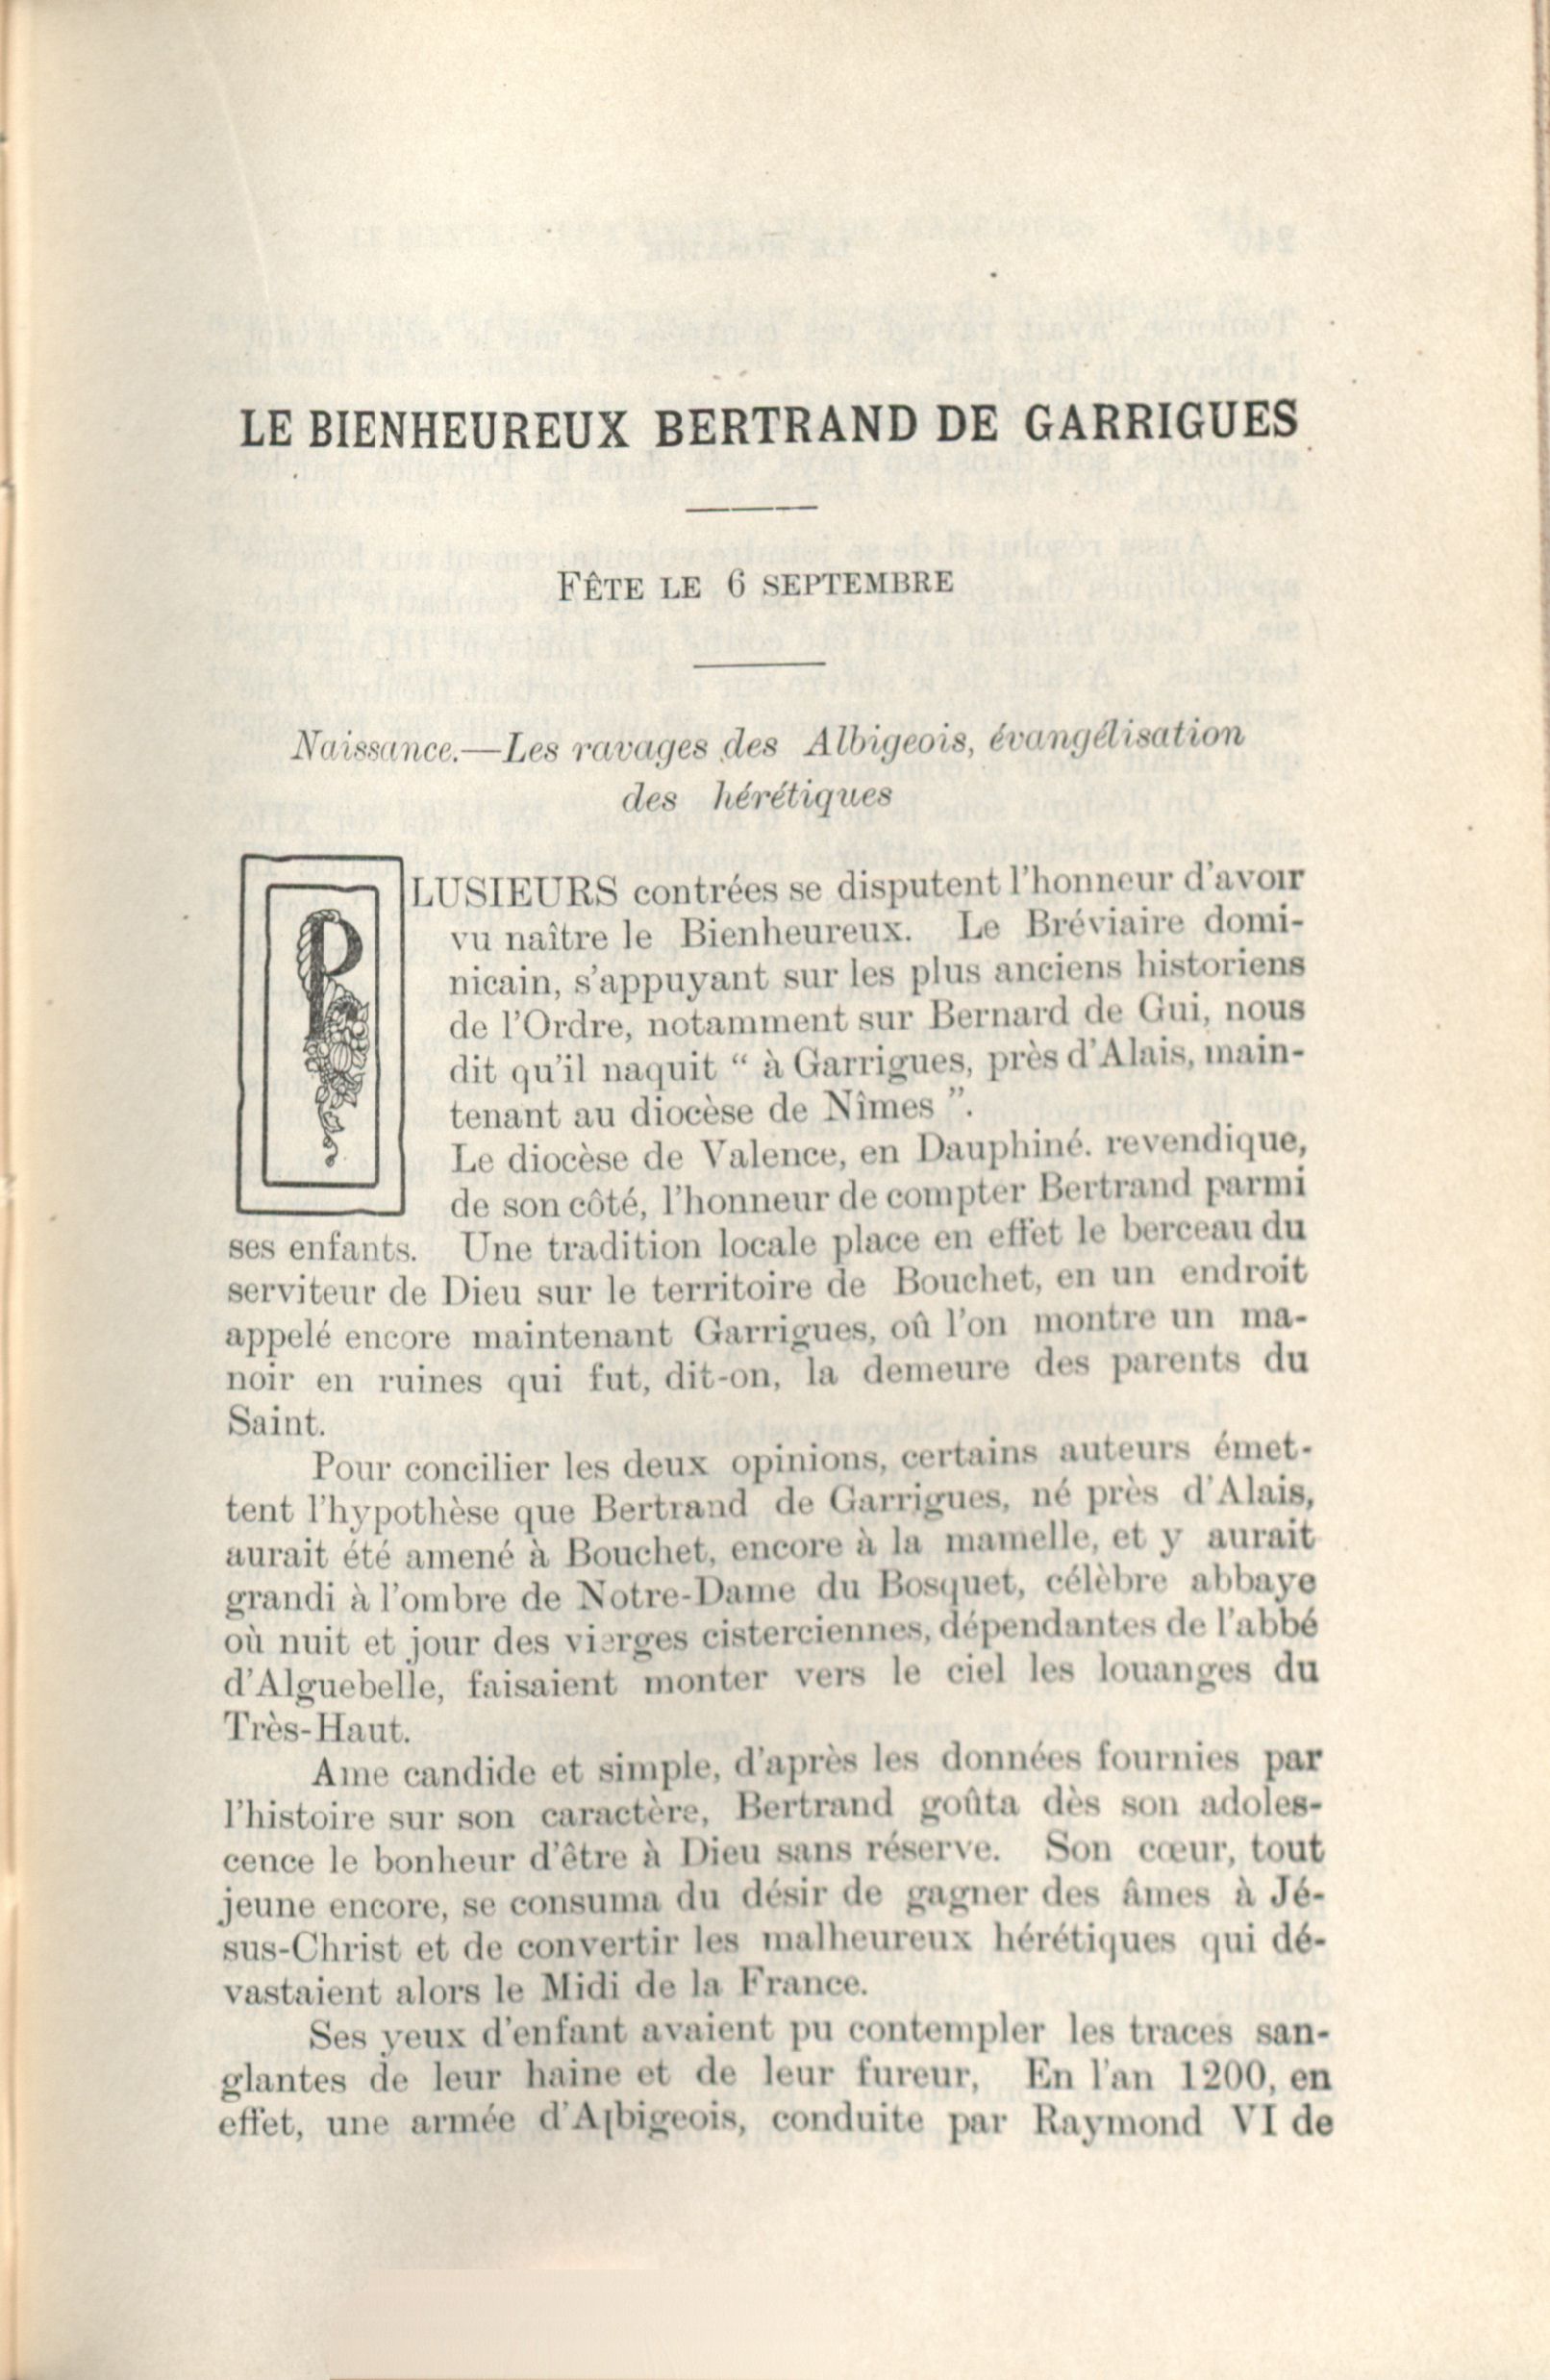 LE BIENHEUREUX BERTRAND DE GARRIGUES
FÊTE LE 6 SEPTEMBRE
Naissance.—Les ravages des Albigeois, évangélisation
des hérétiques
PLUSIEURS contrées se disputent l'honneur d'avoir
vu naître le Bienheureux. Le Bréviaire domi-
nicain, s'appuyant sur les plus anciens historiens
de l'Ordre, notamment sur Bernard de Gui, nous
dit qu'il naquit “ à Garrigues, près d'Alais, main-
tenant au diocèse de Nîmes ”.
Le diocèse de Valence, en Dauphiné. revendique,
de son côté, l'honneur de compter Bertrand parmi
ses enfants. Une tradition locale place en effet le berceau du
serviteur de Dieu sur le territoire de Bouchet, en un endroit
appelé encore maintenant Garrigues, où l'on montre un ma-
noir en ruines qui fut, dit-on, la demeure des parents du
Saint.
Pour concilier les deux opinions, certains auteurs émet-
tent l'hypothèse que Bertrand de Garrigues, né près d'Alais,
aurait été amené à Bouchet, encore à la mamelle, et y aurait
grandi à l'ombre de Notre-Dame du Bosquet, célèbre abbaye
où nuit et jour des vierges cisterciennes, dépendantes de l'abbé
d'Alguebelle, faisaient monter vers le ciel les louanges du
Très-Haut.
Ame candide et simple, d'après les données fournies par
l'histoire sur son caractère, Bertrand goûta dès son adoles-
cence le bonheur d'être à Dieu sans réserve. Son cœur, tout
jeune encore, se consuma du désir de gagner des âmes à Jé-
sus-Christ et de convertir les malheureux hérétiques qui dé-
vastaient alors le Midi de la France.
Ses yeux d'enfant avaient pu contempler les traces san-
glantes de leur haine et de leur fureur, En l'an 1200, en
effet, une armée d'Albigeois, conduite par Raymond VI de